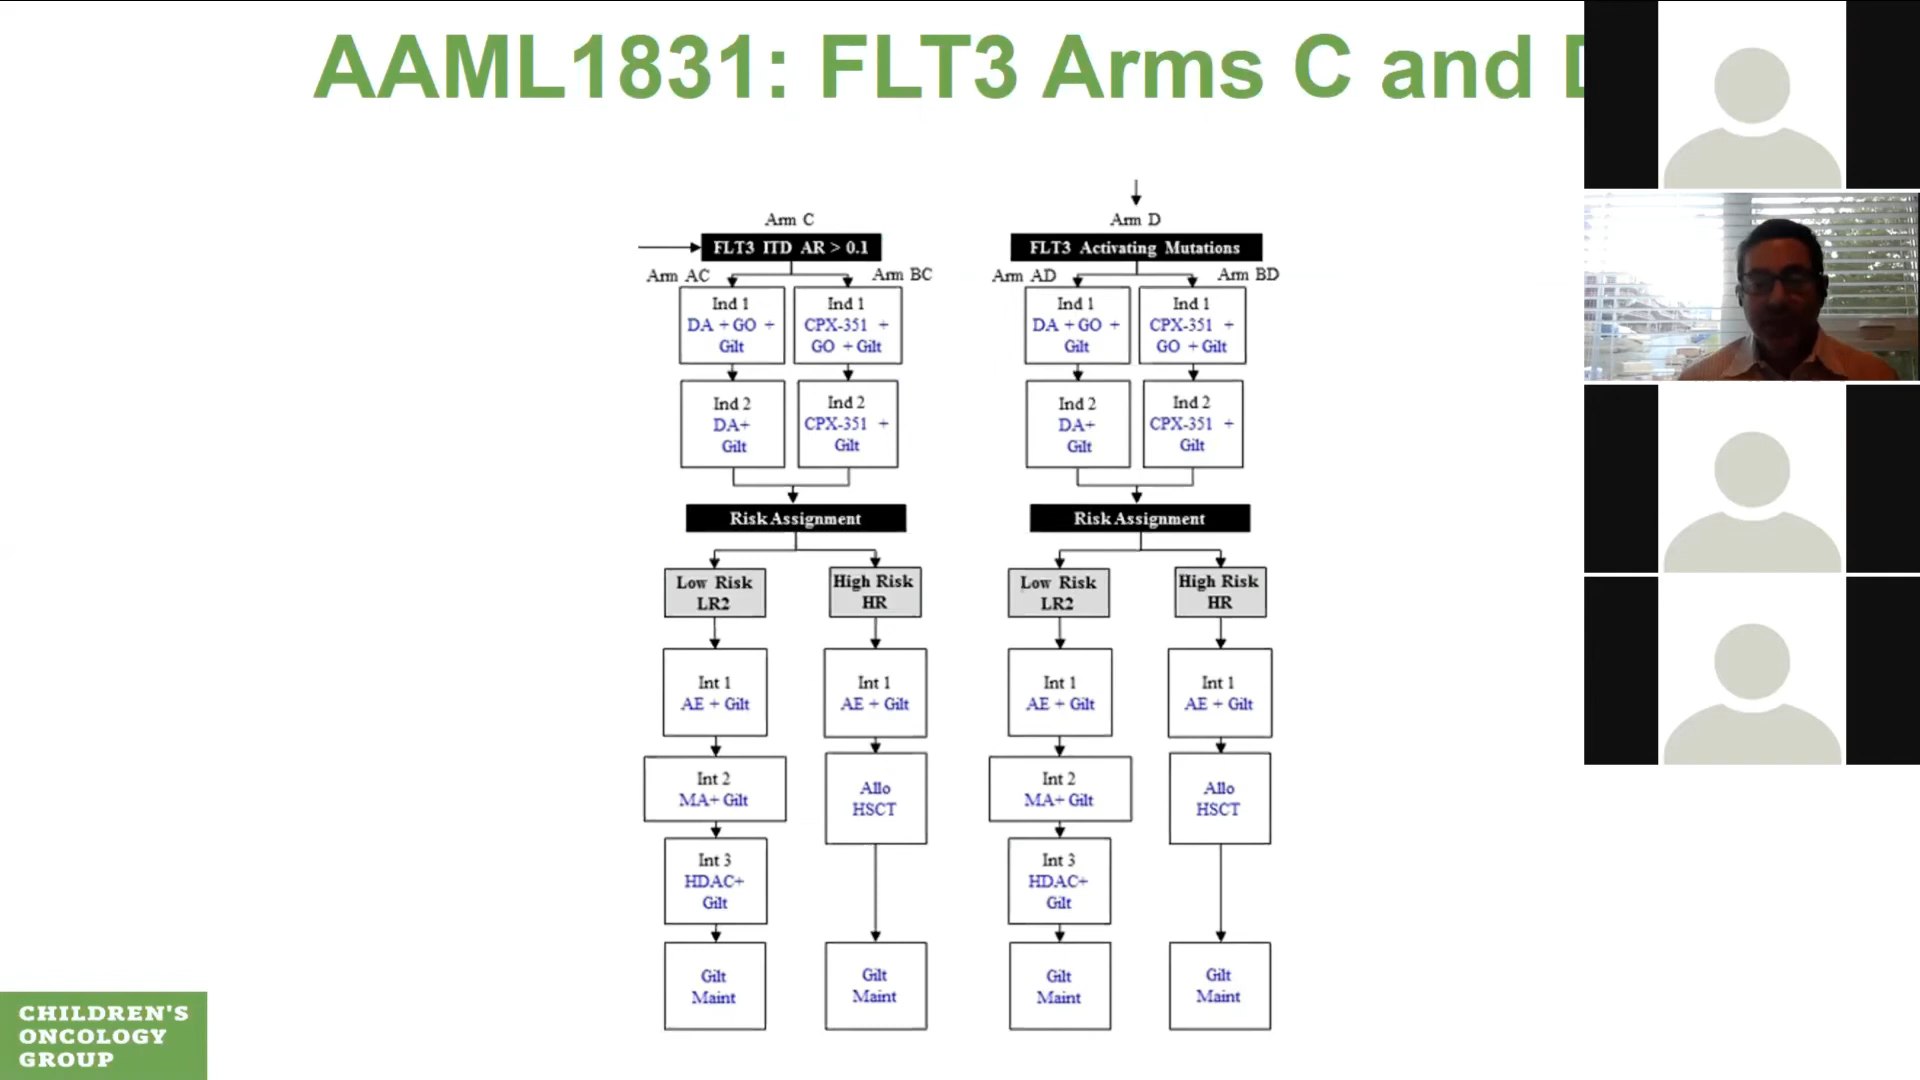 AAML1831: FLT3 Arms C and
Arm C
FLT3 ITD AR > 0.1
Arm AC
Arm BC
Ind 1
DA + GO +
Gilt
Ind 1
CPX-351 +
GO + Gilt
Ind 2
DA+
Gilt
Ind 2
CPX-351 +
Gilt
Risk Assignment
Low Risk
LR2
High Risk
HR
Int 1
AE + Gilt
Int 1
AE + Gilt
Int 2
MA+ Gilt
Allo
HSCT
Int 3
HDAC+
Gilt
Gilt
Maint
Gilt
Maint
Arm D
FLT3 Activating Mutations
Arm AD
Arm BD
Ind 1
DA + GO +
Gilt
Ind 1
CPX-351 +
GO + Gilt
Ind 2
DA+
Gilt
Ind 2
CPX-351 +
Gilt
Risk Assignment
Low Risk
LR2
High Risk
HR
Int 1
AE + Gilt
Int 1
AE + Gilt
Int 2
MA+ Gilt
Allo
HSCT
Int 3
HDAC+
Gilt
Gilt
Maint
Gilt
Maint
CHILDREN'S
ONCOLOGY
GROUP